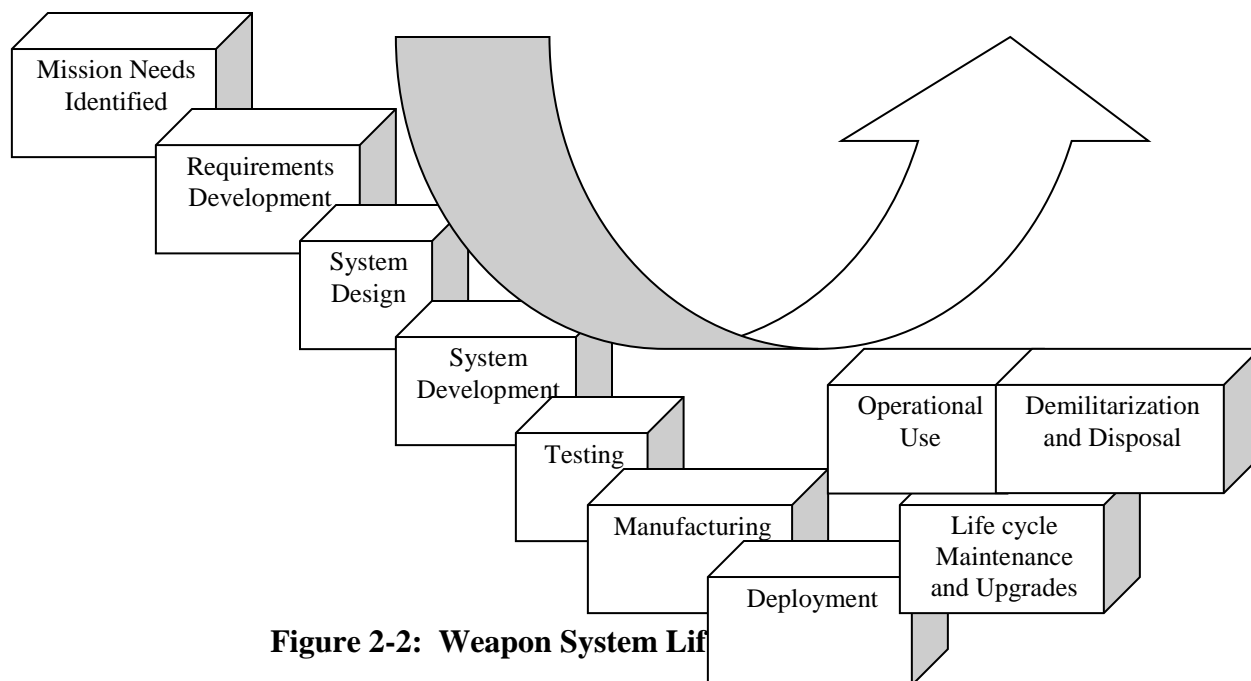 Mission Needs
Identified
Requirements
Development
System
Design
System
Development
Testing
Manufacturing
Deployment
Operational
Use
Demilitarization
and Disposal
Life cycle
Maintenance
and Upgrades
Figure 2-2:  Weapon System Lif